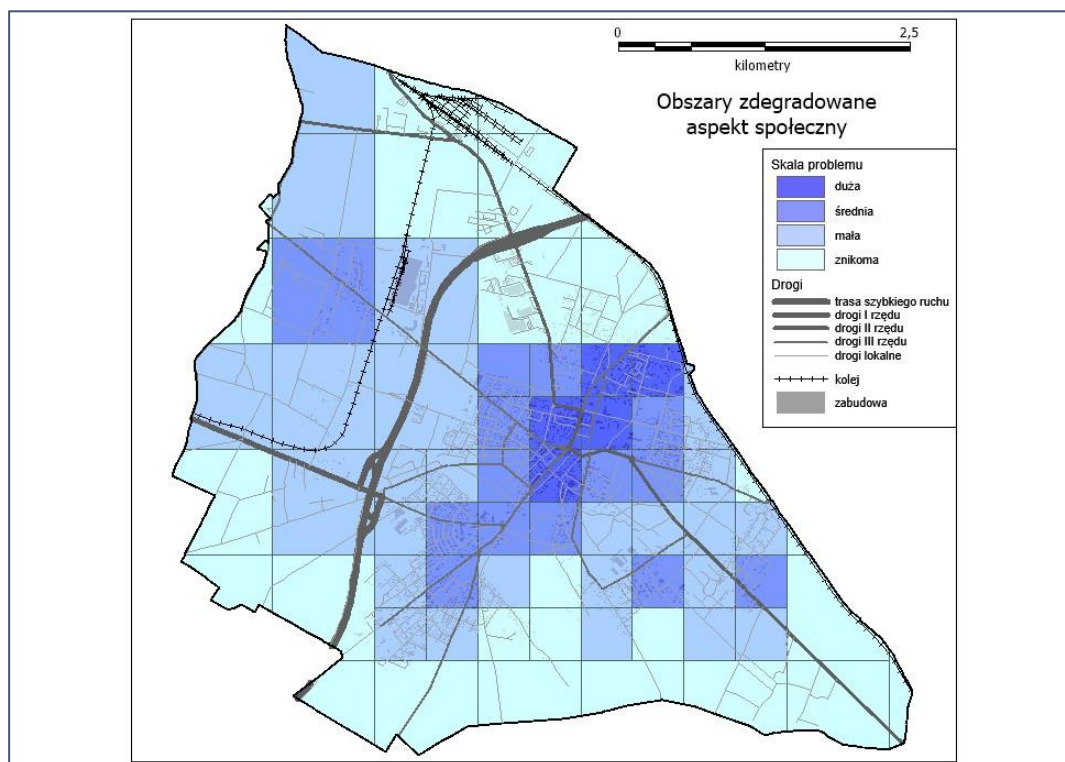 0 2,5
kilometry
Obszary zdegradowane
aspekt społeczny
Skala problemu
duża
średnia
mała
znikoma
Drogi
trasa szybkiego ruchu
drogi I rzędu
drogi II rzędu
drogi III rzędu
drogi lokalne
kolej
zabudowa